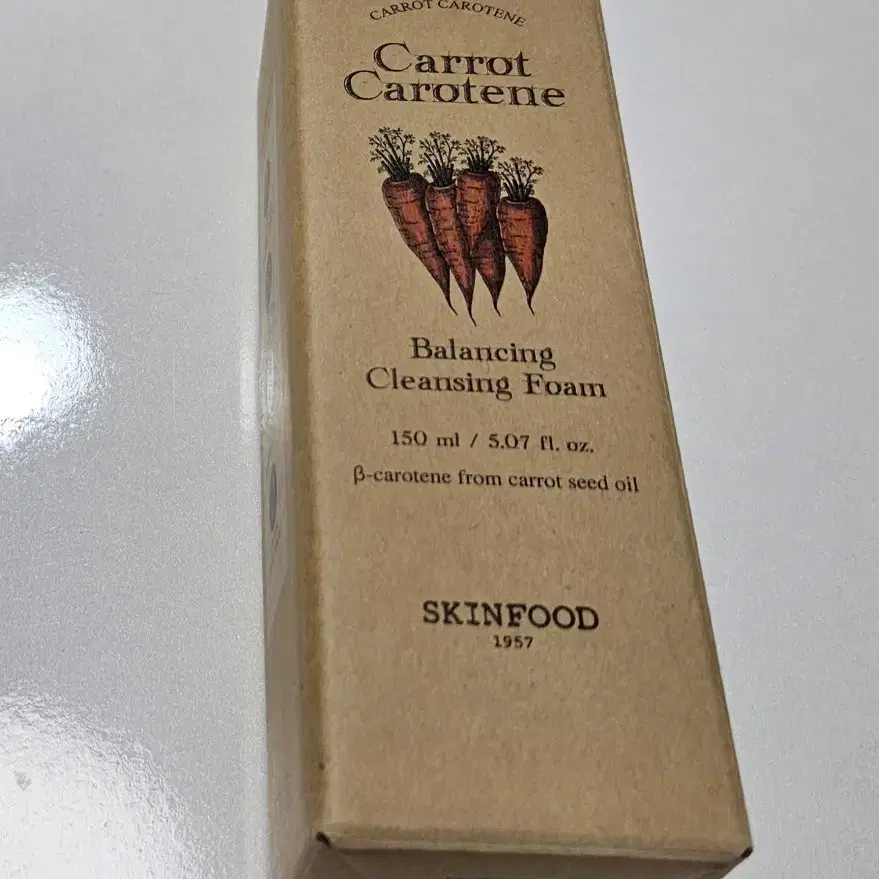 CARROT CAROTENE
Carrot
Carotene
Balancing
Cleansing Foam
150 ml / 5.07 fl. oz.
β-carotene from carrot seed oil
SKINFOOD
1957